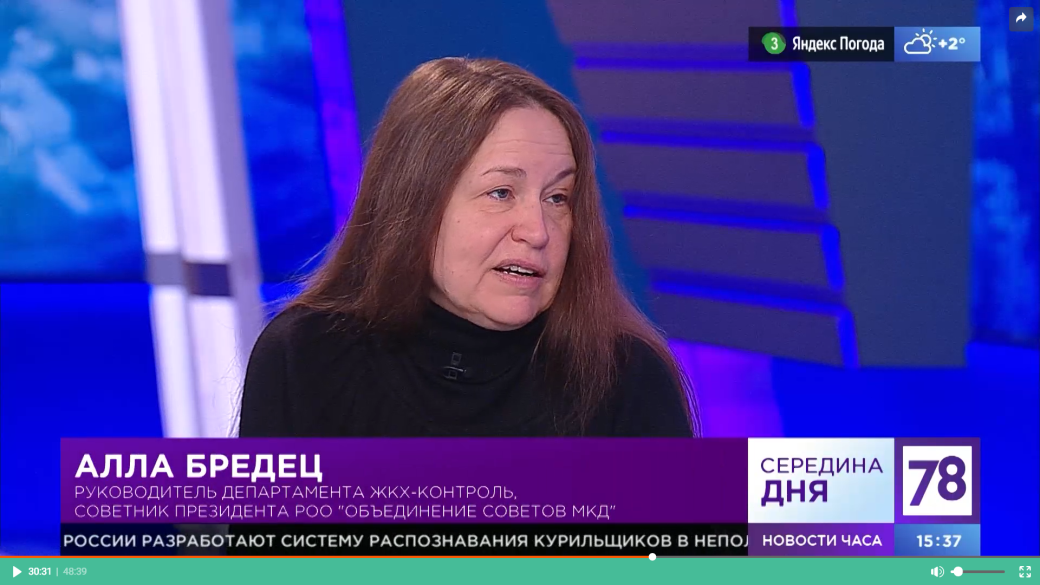 3 Яндекс Погода +2°
АЛЛА БРЕДЕЦ
РУКОВОДИТЕЛЬ ДЕПАРТАМЕНТА ЖКХ-КОНТРОЛЬ,
СОВЕТНИК ПРЕЗИДЕНТА РОО "ОБЪЕДИНЕНИЕ СОВЕТОВ МКД"
СЕРЕДИНА
ДНЯ
78
РОССИИ РАЗРАБОТАЮТ СИСТЕМУ РАСПОЗНАВАНИЯ КУРИЛЬЩИКОВ В НЕПОЛ
НОВОСТИ ЧАСА 15:37
30:31 | 48:39